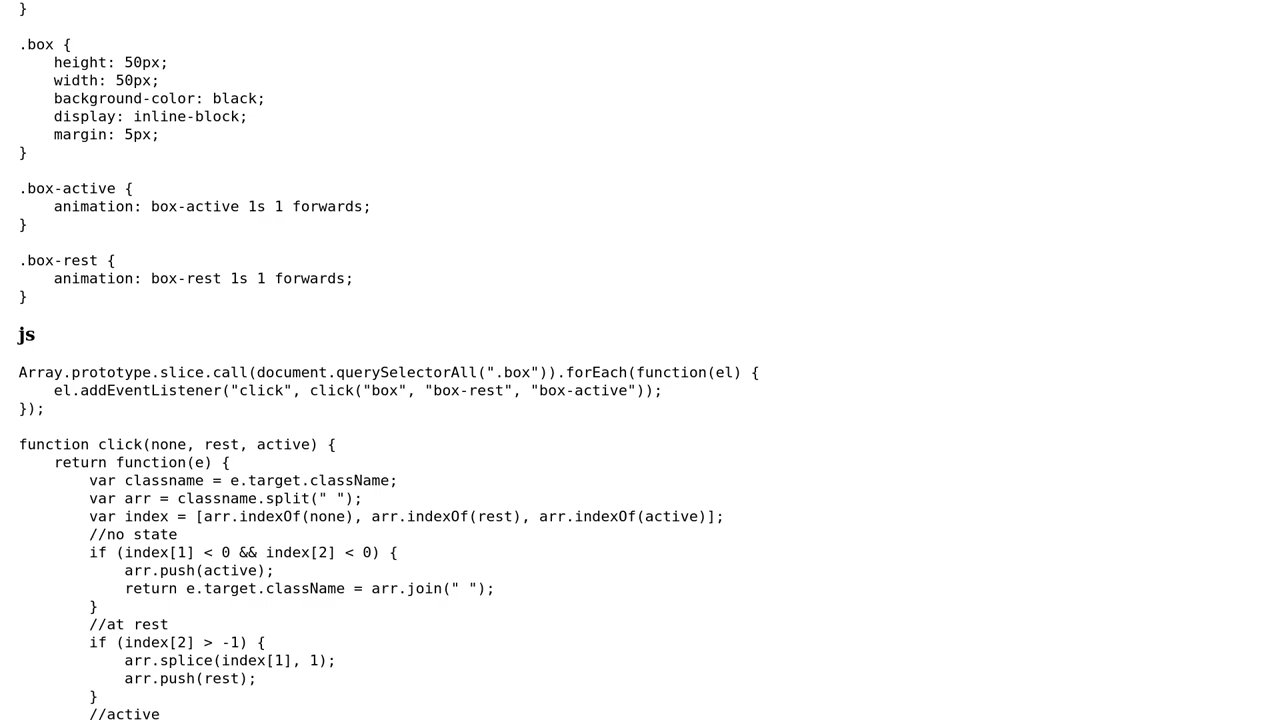 }

.box {
    height: 50px;
    width: 50px;
    background-color: black;
    display: inline-block;
    margin: 5px;
}

.box-active {
    animation: box-active 1s 1 forwards;
}

.box-rest {
    animation: box-rest 1s 1 forwards;
}
js
Array.prototype.slice.call(document.querySelectorAll(".box")).forEach(function(el) {
    el.addEventListener("click", click("box", "box-rest", "box-active"));
});

function click(none, rest, active) {
    return function(e) {
        var classname = e.target.className;
        var arr = classname.split(" ");
        var index = [arr.indexOf(none), arr.indexOf(rest), arr.indexOf(active)];
        //no state
        if (index[1] < 0 && index[2] < 0) {
            arr.push(active);
            return e.target.className = arr.join(" ");
        }
        //at rest
        if (index[2] > -1) {
            arr.splice(index[1], 1);
            arr.push(rest);
        }
        //active